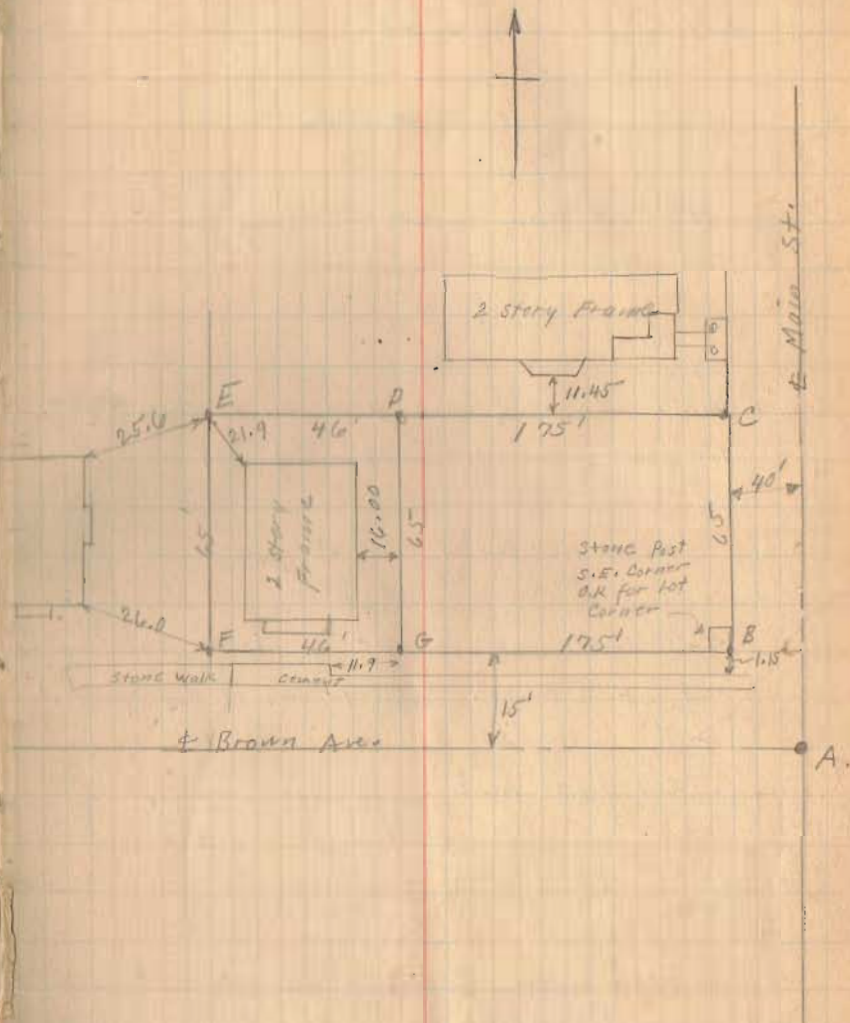 ℄ Main St.
2 Story Frame
11.45
E
D
C
25.6
21.9
46'
175'
40'
65'
2 Story
Frame
16.00
65
65
Stone Post
S.E. Corner
O.K for Lot
Corner
26.0
F
46'
G
175'
B
1.15
11.9
Stone Walk
Cement
15'
℄ Brown Ave.
A.